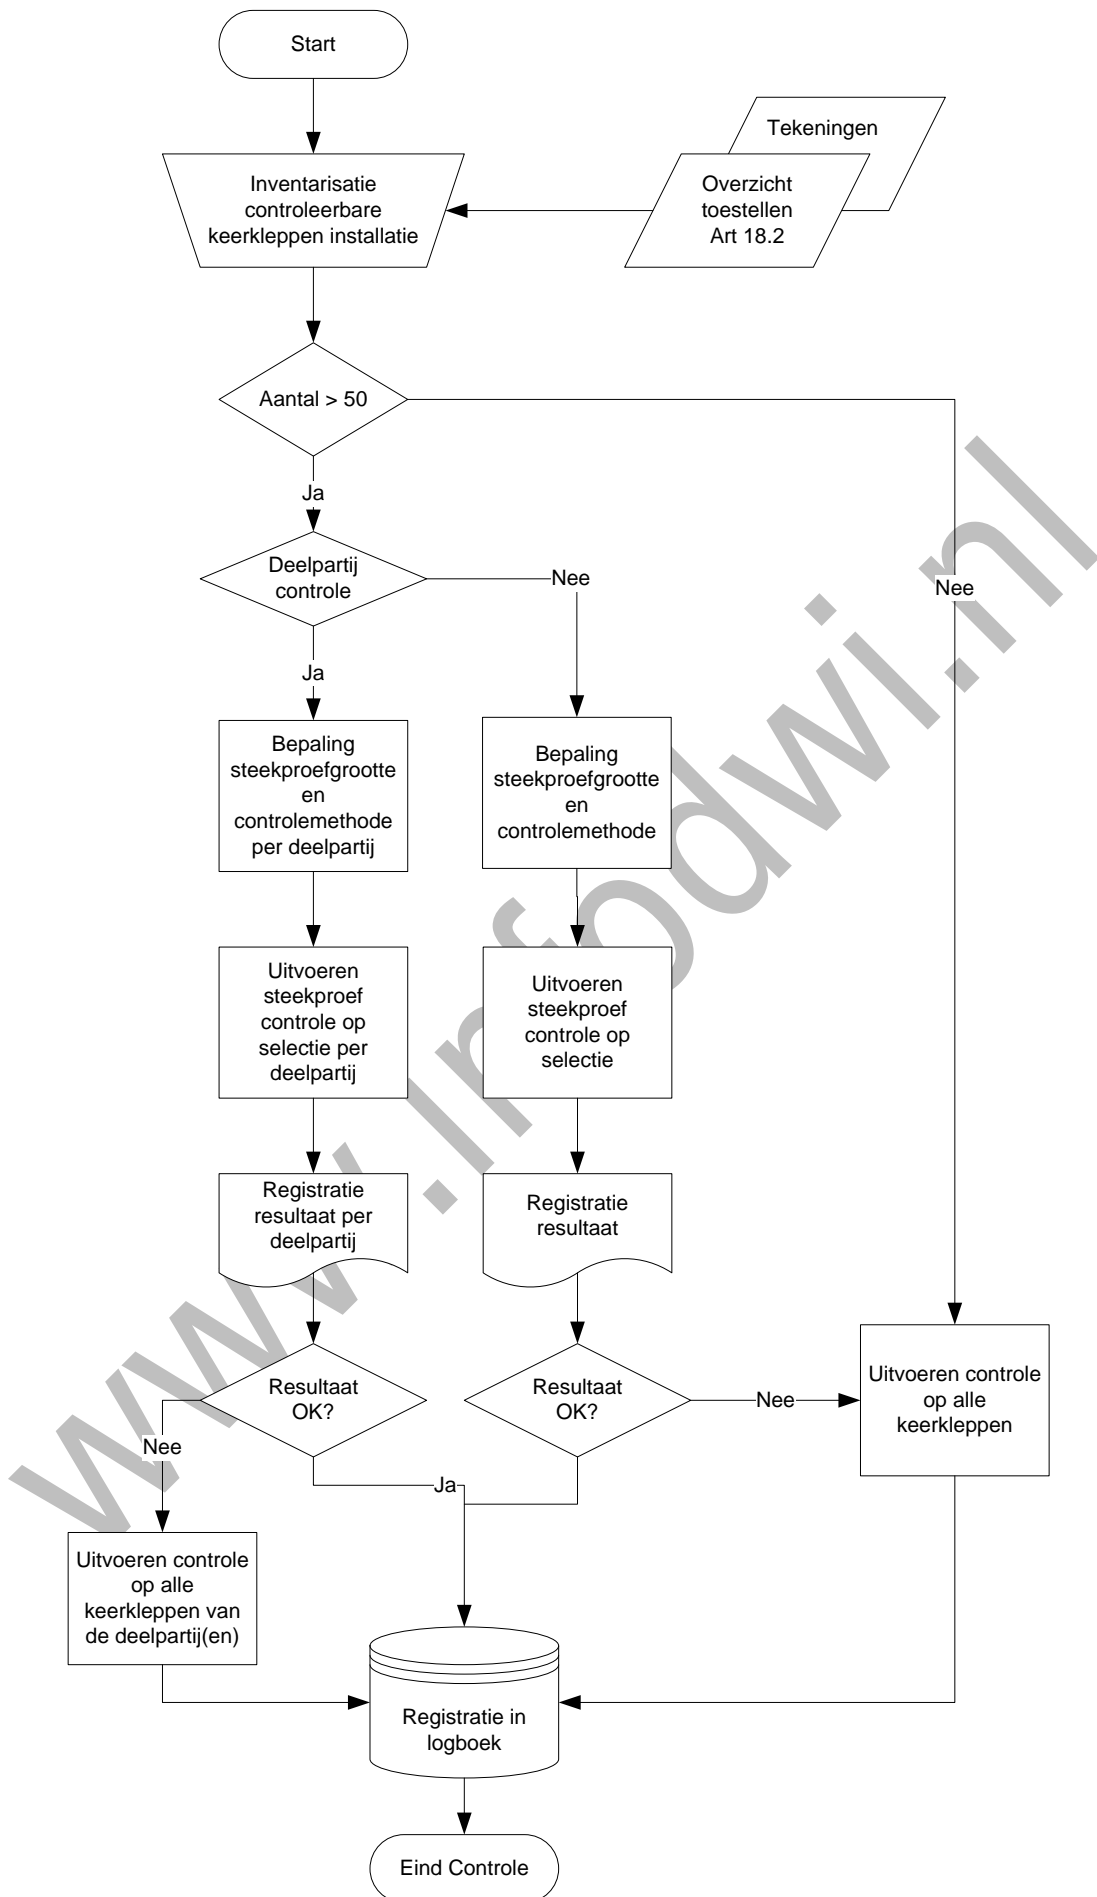 Start
Tekeningen
Overzicht
toestellen
Art 18.2
Inventarisatie
controleerbare
keerkleppen installatie
Aantal > 50
Ja
Nee
Deelpartij
controle
Nee
Ja
Bepaling
steekproefgrootte
en
controlemethode
per deelpartij
Bepaling
steekproefgrootte
en
controlemethode
Uitvoeren
steekproef
controle op
selectie per
deelpartij
Uitvoeren
steekproef
controle op
selectie
Registratie
resultaat per
deelpartij
Registratie
resultaat
Resultaat
OK?
Resultaat
OK?
Nee
Uitvoeren controle
op alle
keerkleppen
Nee
Ja
Uitvoeren controle
op alle
keerkleppen van
de deelpartij(en)
Registratie in
logboek
Eind Controle
www.infodwi.nl